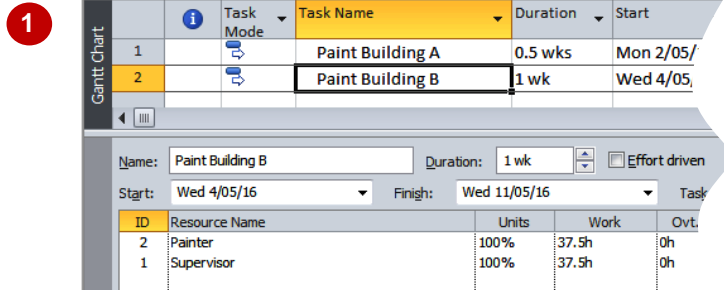 1
Task Mode Task Name Duration Start
1 Paint Building A 0.5 wks Mon 2/05/
2 Paint Building B 1 wk Wed 4/05
Gantt Chart
Name: Paint Building B Duration: 1 wk Effort driven
Start: Wed 4/05/16 Finish: Wed 11/05/16 Task
ID Resource Name Units Work Ovt.
2 Painter 100% 37.5h 0h
1 Supervisor 100% 37.5h 0h